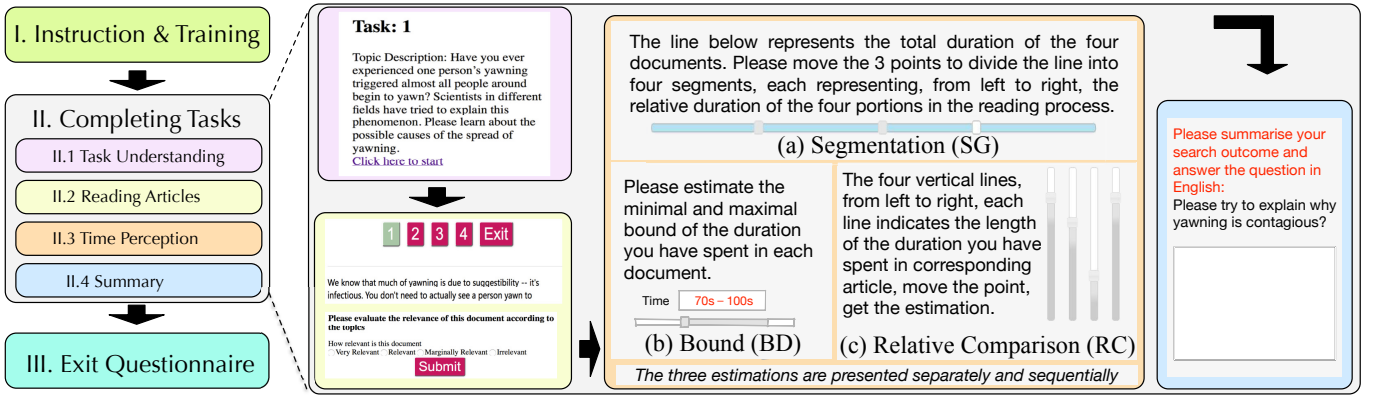 I. Instruction & Training
II. Completing Tasks
II.1 Task Understanding
II.2 Reading Articles
II.3 Time Perception
II.4 Summary
III. Exit Questionnaire
Task: 1
Topic Description: Have you ever
experienced one person's yawning
triggered almost all people around
begin to yawn? Scientists in different
fields have tried to explain this
phenomenon. Please learn about the
possible causes of the spread of
yawning.
Click here to start
1 2 3 4 Exit
We know that much of yawning is due to suggestibility -- it's
infectious. You don't need to actually see a person yawn to
Please evaluate the relevance of this document according to
the topics
How relevant is this document
Very Relevant Relevant Marginally Relevant Irrelevant
Submit
The line below represents the total duration of the four
documents. Please move the 3 points to divide the line into
four segments, each representing, from left to right, the
relative duration of the four portions in the reading process.
(a) Segmentation (SG)
Please estimate the
minimal and maximal
bound of the duration
you have spent in each
document.
Time 70s – 100s
(b) Bound (BD)
The four vertical lines,
from left to right, each
line indicates the length
of the duration you have
spent in corresponding
article, move the point,
get the estimation.
(c) Relative Comparison (RC)
The three estimations are presented separately and sequentially
Please summarise your
search outcome and
answer the question in
English:
Please try to explain why
yawning is contagious?